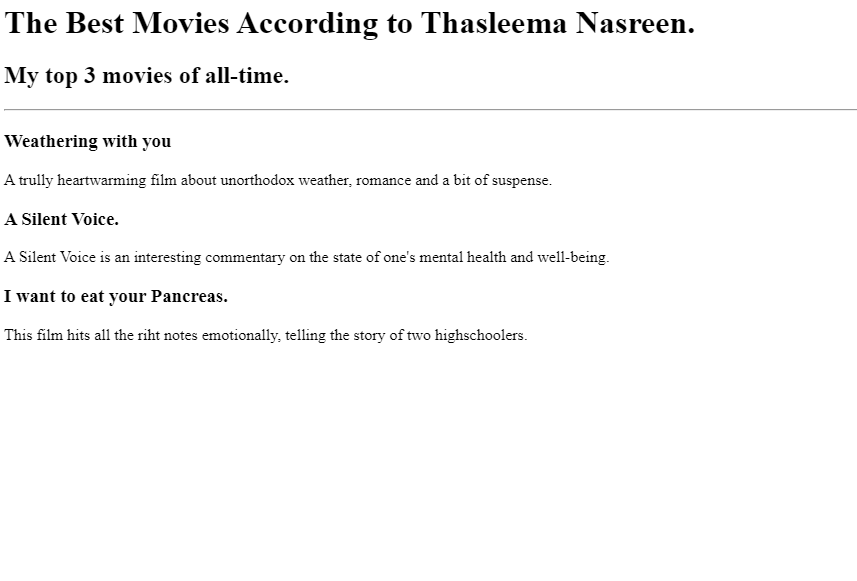 The Best Movies According to Thasleema Nasreen.
My top 3 movies of all-time.
Weathering with you
A trully heartwarming film about unorthodox weather, romance and a bit of suspense.
A Silent Voice.
A Silent Voice is an interesting commentary on the state of one's mental health and well-being.
I want to eat your Pancreas.
This film hits all the riht notes emotionally, telling the story of two highschoolers.